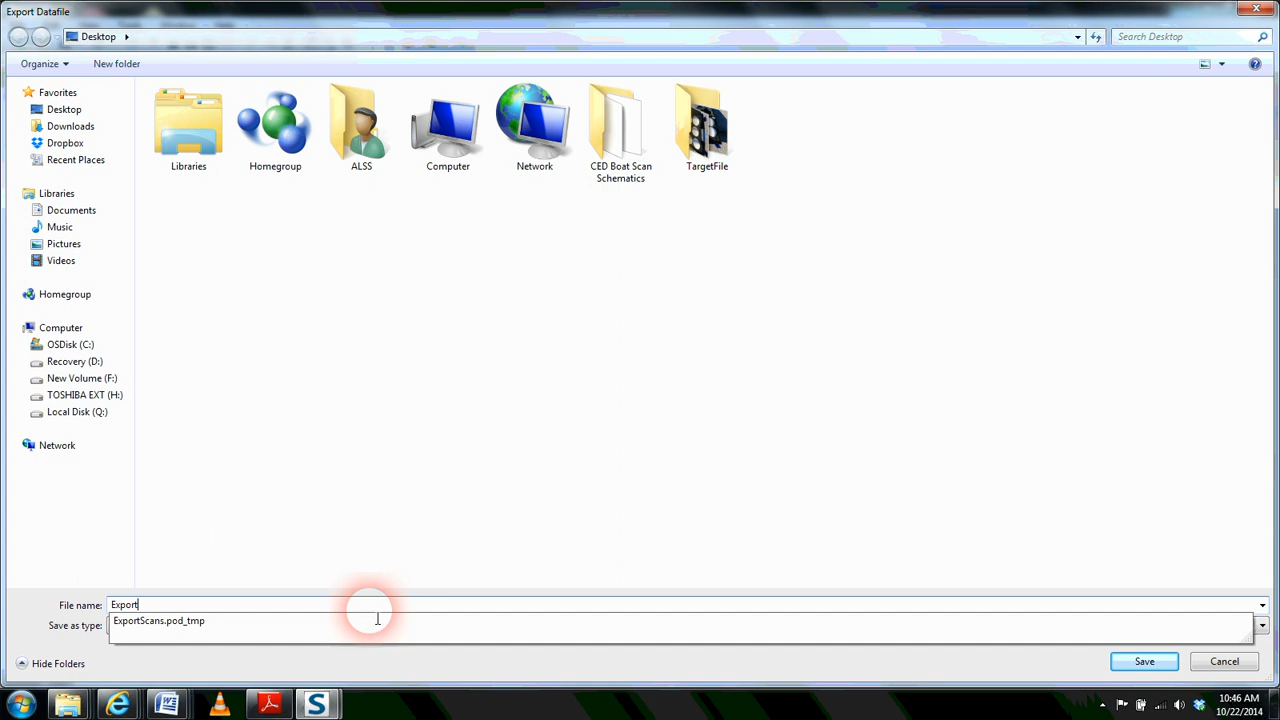 Export Datafile
Desktop
Search Desktop
Organize
New folder
Favorites
Desktop
Downloads
Dropbox
Recent Places
Libraries
Documents
Music
Pictures
Videos
Homegroup
Computer
OSDisk (C:)
Recovery (D:)
New Volume (F:)
TOSHIBA EXT (H:)
Local Disk (Q:)
Network
Libraries
Homegroup
ALSS
Computer
Network
CED Boat Scan
Schematics
TargetFile
File name: Export
ExportScans.pod_tmp
Save as type:
Hide Folders
Save
Cancel
10:46 AM
10/22/2014